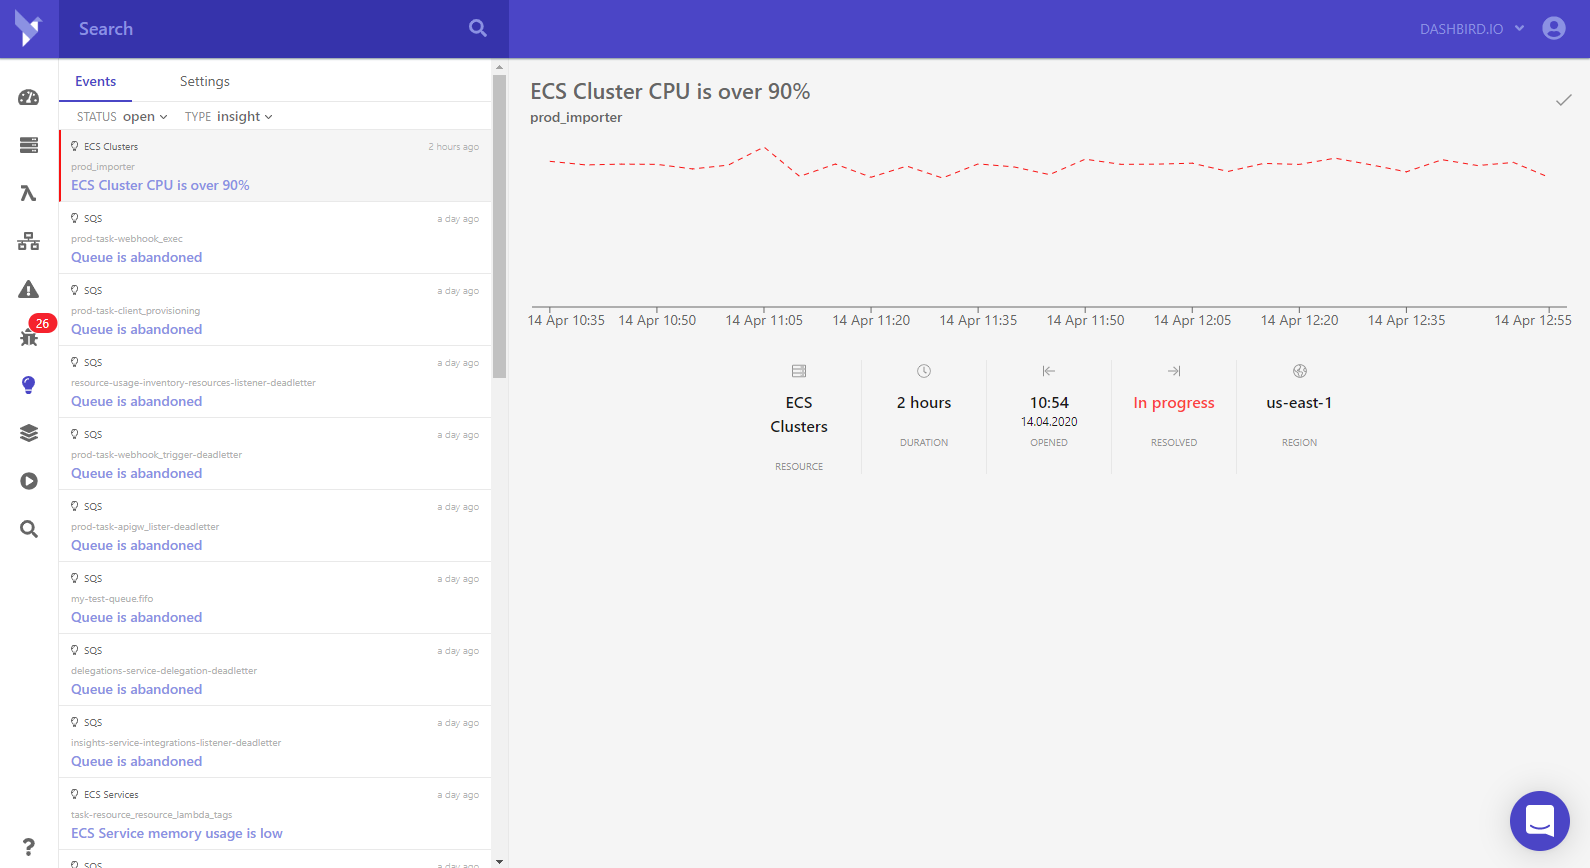 Search
DASHBIRD.IO
Events Settings
STATUS open TYPE insight
ECS Clusters 2 hours ago
prod_importer
ECS Cluster CPU is over 90%
SQS a day ago
prod-task-webhook_exec
Queue is abandoned
SQS a day ago
prod-task-client_provisioning
Queue is abandoned
26
SQS a day ago
resource-usage-inventory-resources-listener-deadletter
Queue is abandoned
SQS a day ago
prod-task-webhook_trigger-deadletter
Queue is abandoned
SQS a day ago
prod-task-apigw_lister-deadletter
Queue is abandoned
SQS a day ago
my-test-queue.fifo
Queue is abandoned
SQS a day ago
delegations-service-delegation-deadletter
Queue is abandoned
SQS a day ago
insights-service-integrations-listener-deadletter
Queue is abandoned
ECS Services a day ago
task-resource_resource_lambda_tags
ECS Service memory usage is low
SQS a day ago
?
ECS Cluster CPU is over 90%
prod_importer
14 Apr 10:35 14 Apr 10:50 14 Apr 11:05 14 Apr 11:20 14 Apr 11:35 14 Apr 11:50 14 Apr 12:05 14 Apr 12:20 14 Apr 12:35 14 Apr 12:55
ECS
Clusters
RESOURCE
2 hours
DURATION
10:54
14.04.2020
OPENED
In progress
RESOLVED
us-east-1
REGION